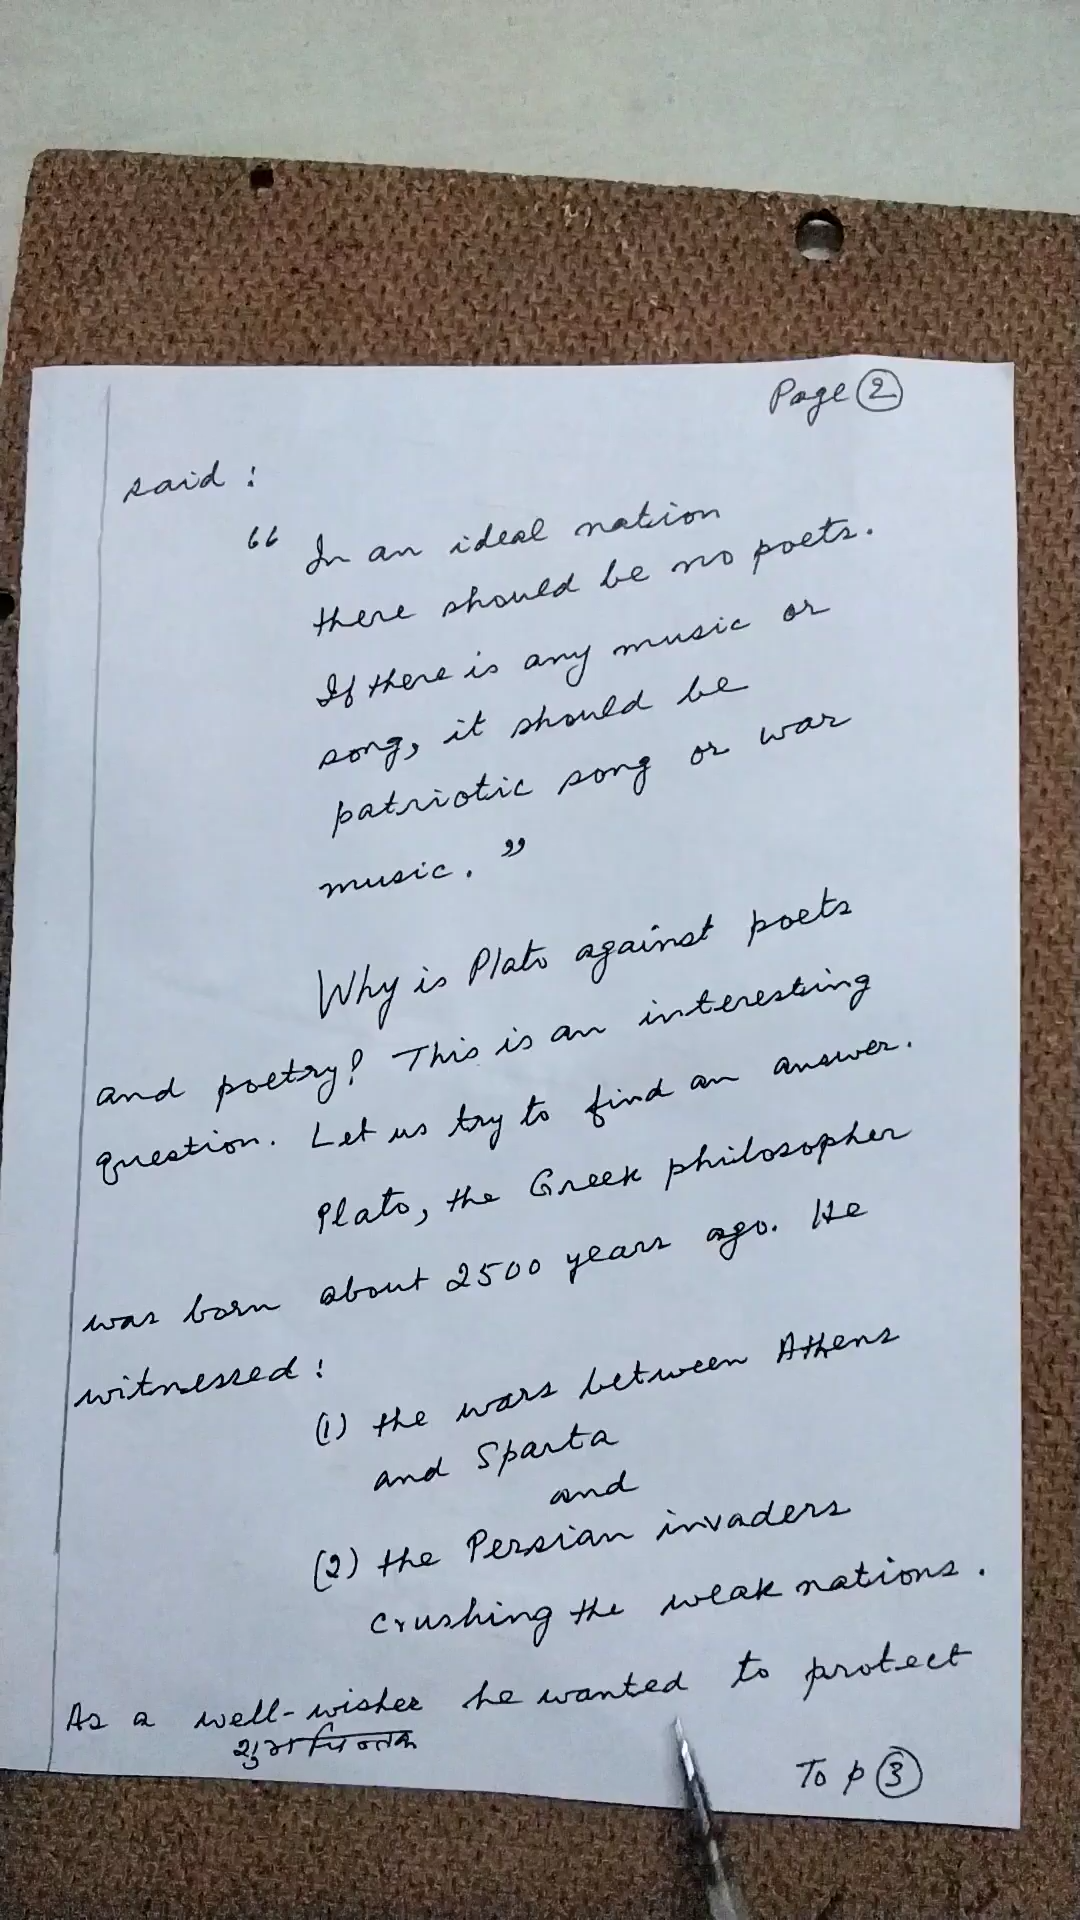 Page 2
said :
" In an ideal nation
there should be no poets.
If there is any music or
song, it should be
patriotic song or war
music. "
Why is Plato against poets
and poetry? This is an interesting
question. Let us try to find an answer.
Plato, the Greek philosopher
was born about 2500 years ago. He
witnessed :
(1) the wars between Athens
and Sparta
and
(2) the Persian invaders
crushing the weak nations.
As a well-wisher he wanted to protect
शुभचिन्तक
To p 3